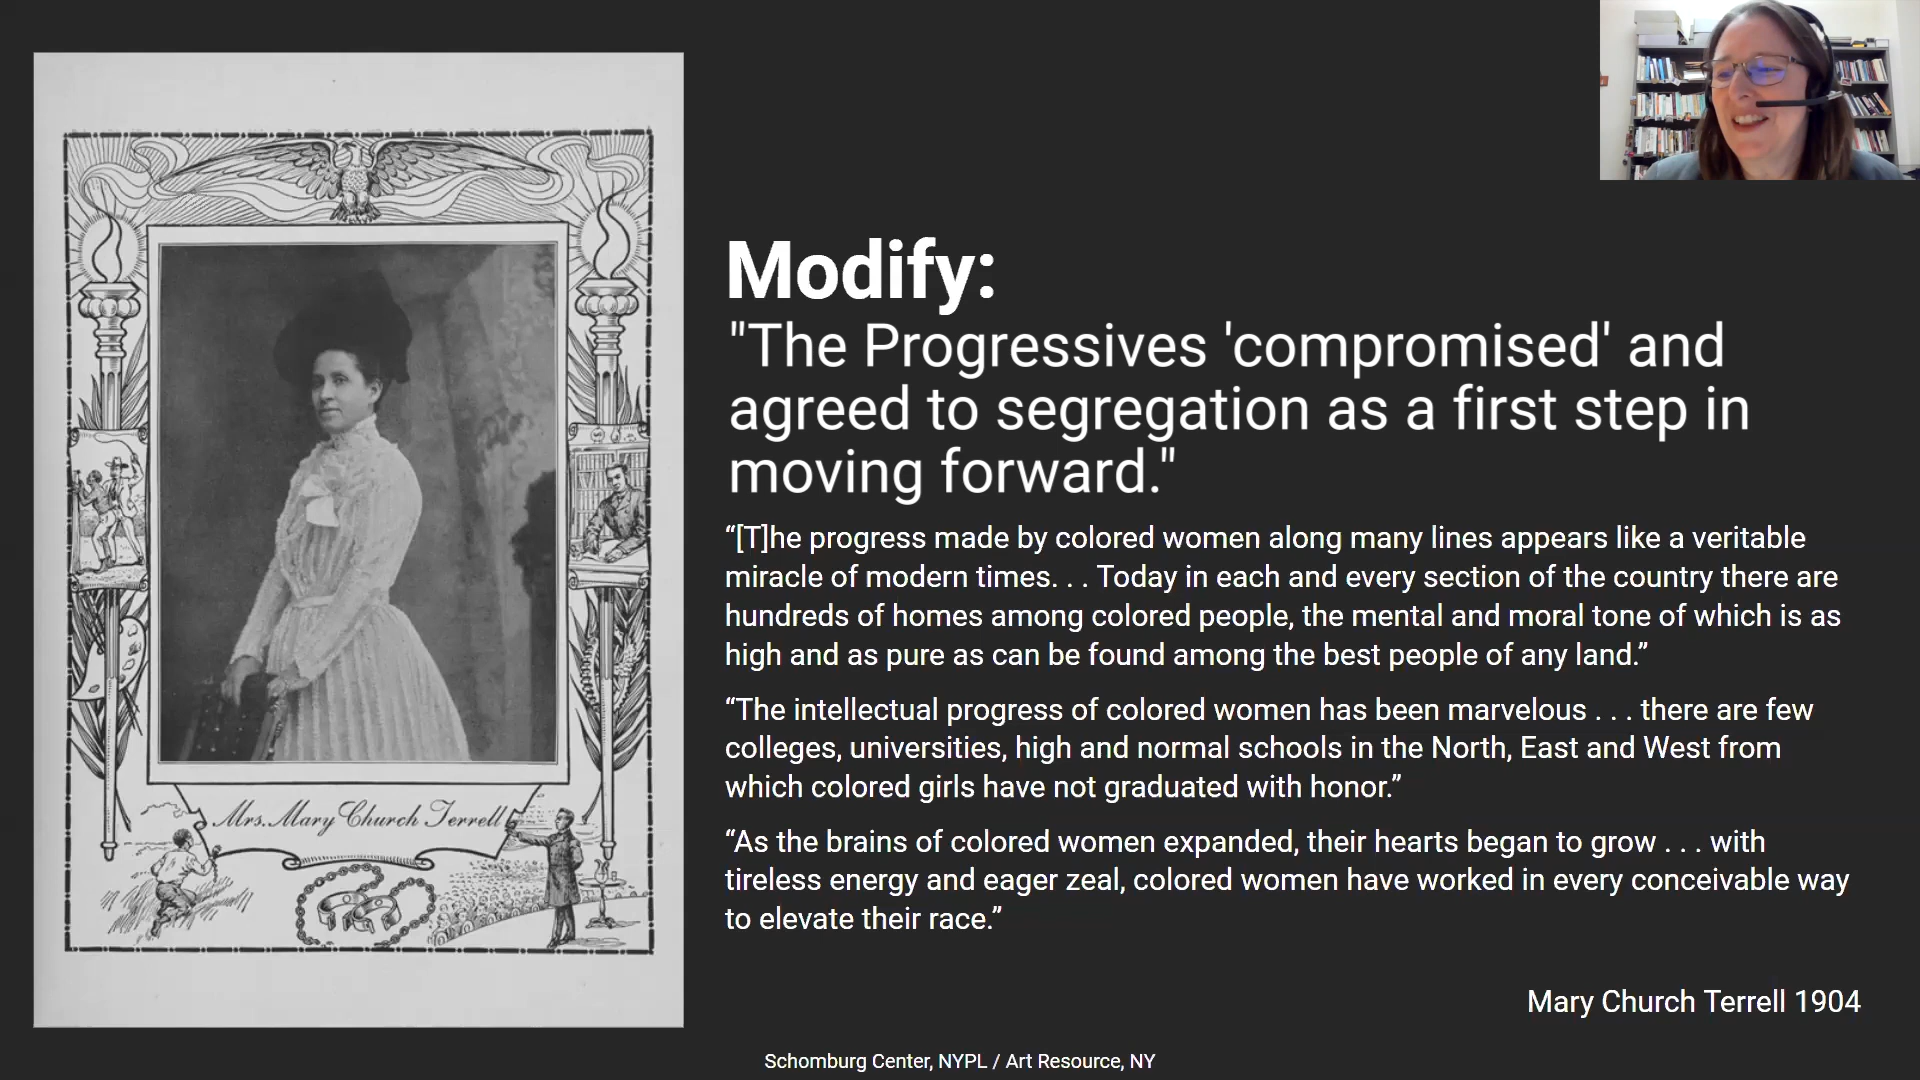 Modify:
"The Progressives 'compromised' and
agreed to segregation as a first step in
moving forward."
“[T]he progress made by colored women along many lines appears like a veritable
miracle of modern times. . . Today in each and every section of the country there are
hundreds of homes among colored people, the mental and moral tone of which is as
high and as pure as can be found among the best people of any land.”
“The intellectual progress of colored women has been marvelous . . . there are few
colleges, universities, high and normal schools in the North, East and West from
which colored girls have not graduated with honor.”
“As the brains of colored women expanded, their hearts began to grow . . . with
tireless energy and eager zeal, colored women have worked in every conceivable way
to elevate their race.”
Mary Church Terrell 1904
Mrs. Mary Church Terrell
Schomburg Center, NYPL / Art Resource, NY